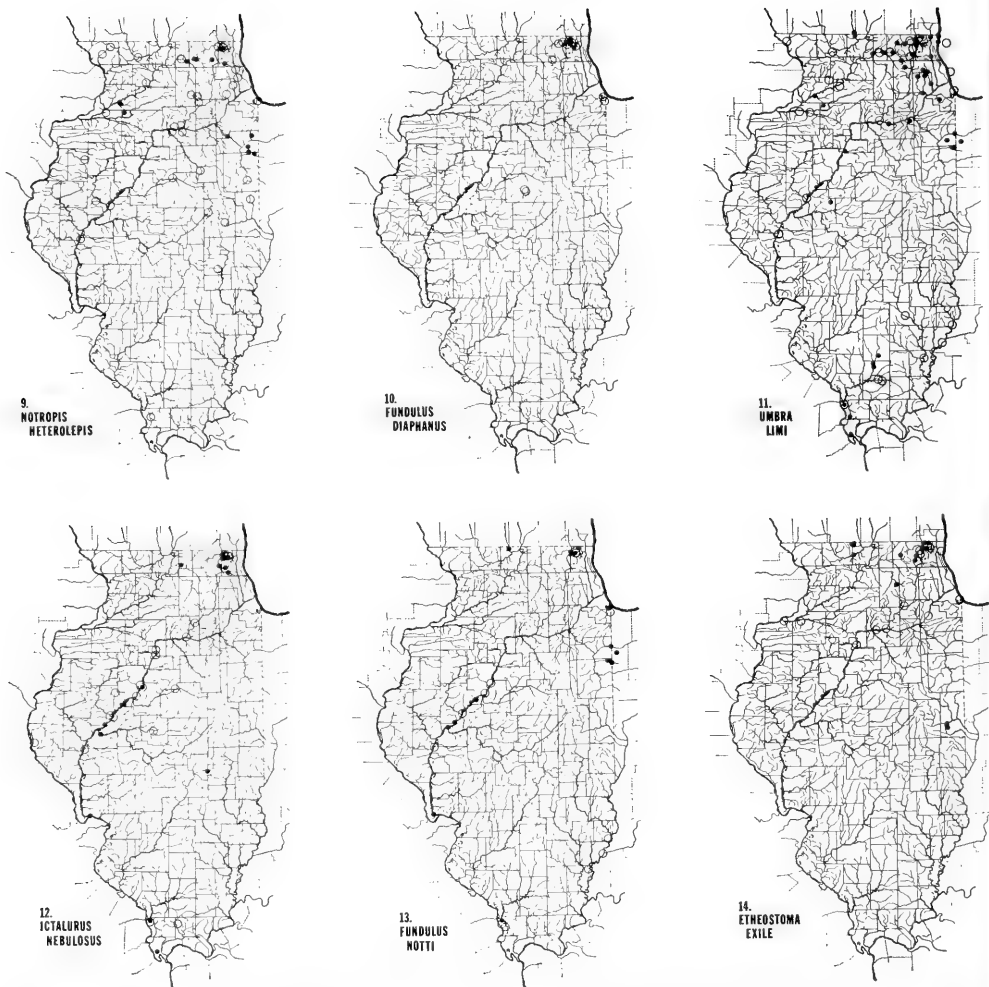 9.
NOTROPIS
HETEROLEPIS
10.
FUNDULUS
DIAPHANUS
11.
UMBRA
LIMI
12.
ICTALURUS
NEBULOSUS
13.
FUNDULUS
NOTTI
14.
ETHEOSTOMA
EXILE